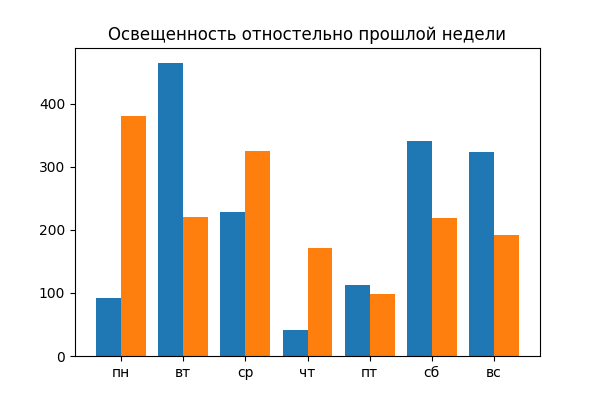 Освещенность отностельно прошлой недели
400
300
200
100
0
пн вт ср чт пт сб вс